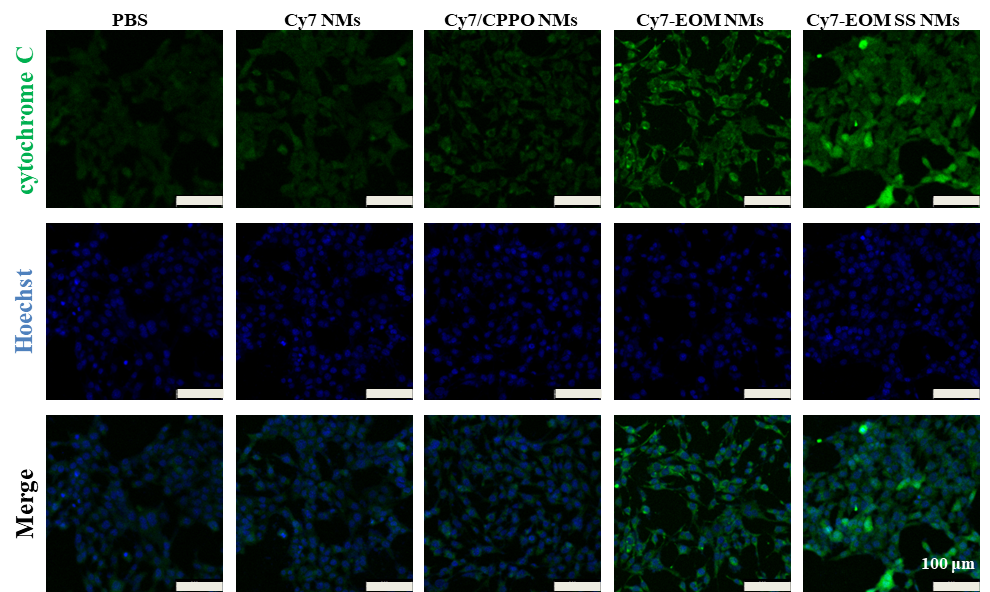 PBS
Cy7 NMs
Cy7/CPPO NMs
Cy7-EOM NMs
Cy7-EOM SS NMs
cytochrome C
Hoechst
Merge
100 μm